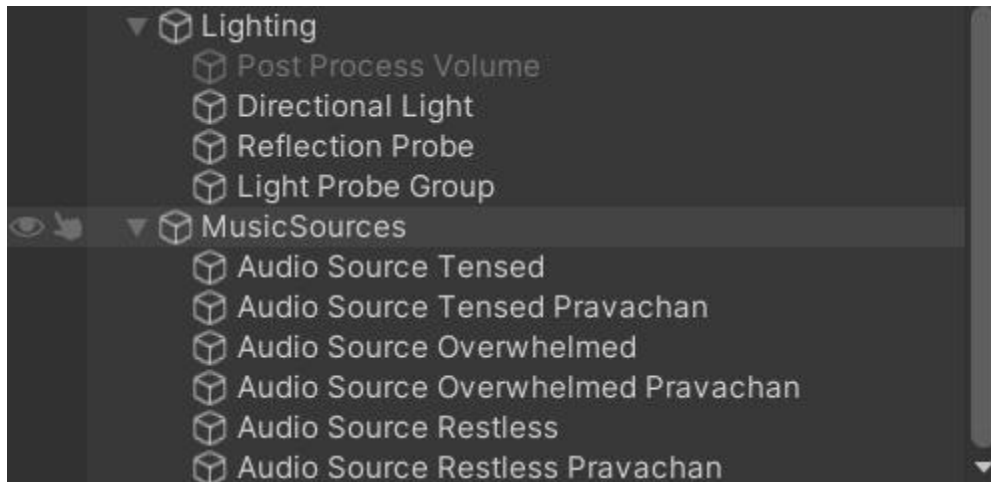 Lighting
Post Process Volume
Directional Light
Reflection Probe
Light Probe Group
MusicSources
Audio Source Tensed
Audio Source Tensed Pravachan
Audio Source Overwhelmed
Audio Source Overwhelmed Pravachan
Audio Source Restless
Audio Source Restless Pravachan